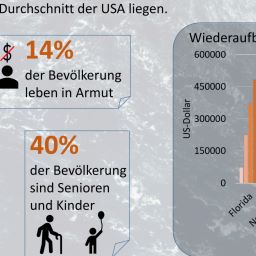 Durchschnitt der USA liegen.
14%
der Bevölkerung
leben in Armut
40%
der Bevölkerung
sind Senioren
und Kinder
Wiederaufb
600000
450000
300000
150000
0
US-Dollar
Florida